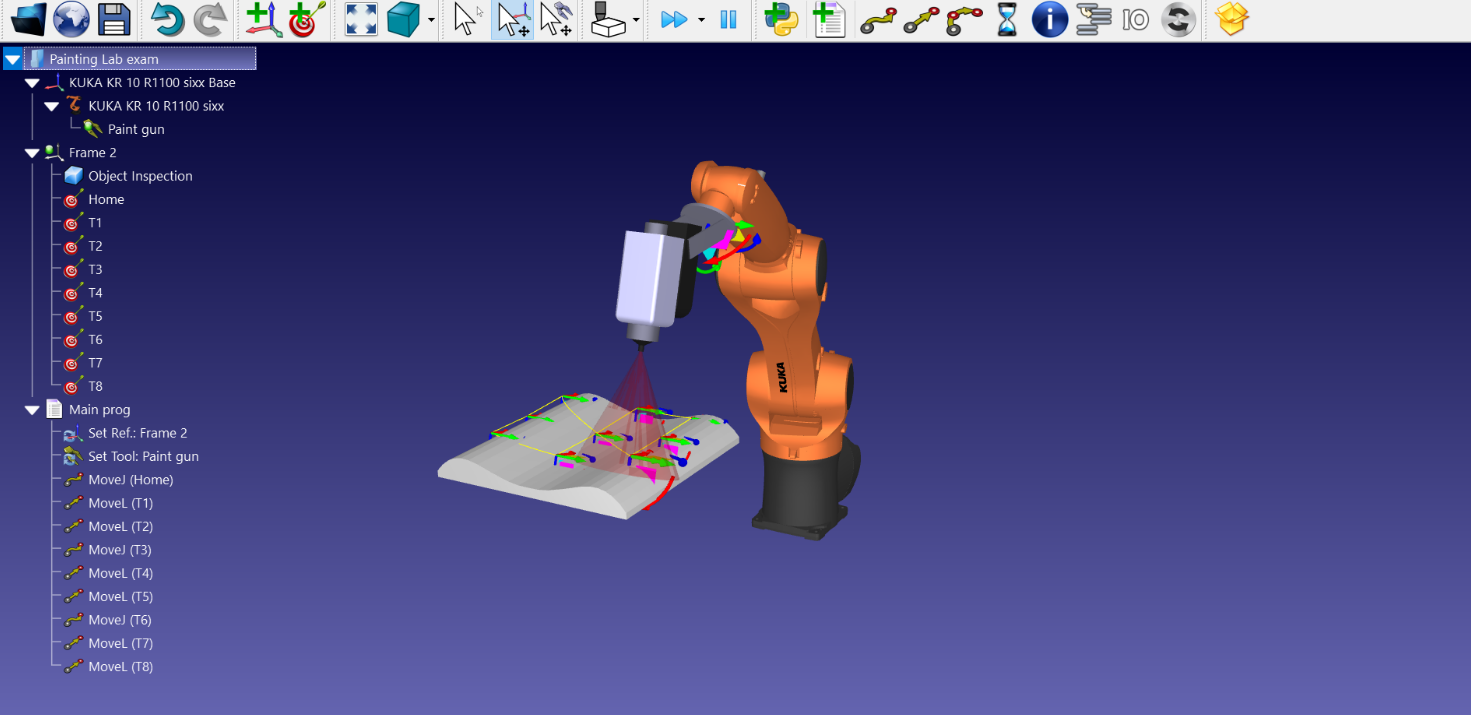 Painting Lab exam
KUKA KR 10 R1100 sixx Base
KUKA KR 10 R1100 sixx
Paint gun
Frame 2
Object Inspection
Home
T1
T2
T3
T4
T5
T6
T7
T8
Main prog
Set Ref.: Frame 2
Set Tool: Paint gun
MoveJ (Home)
MoveL (T1)
MoveL (T2)
MoveJ (T3)
MoveL (T4)
MoveL (T5)
MoveJ (T6)
MoveL (T7)
MoveL (T8)
IO
KUKA